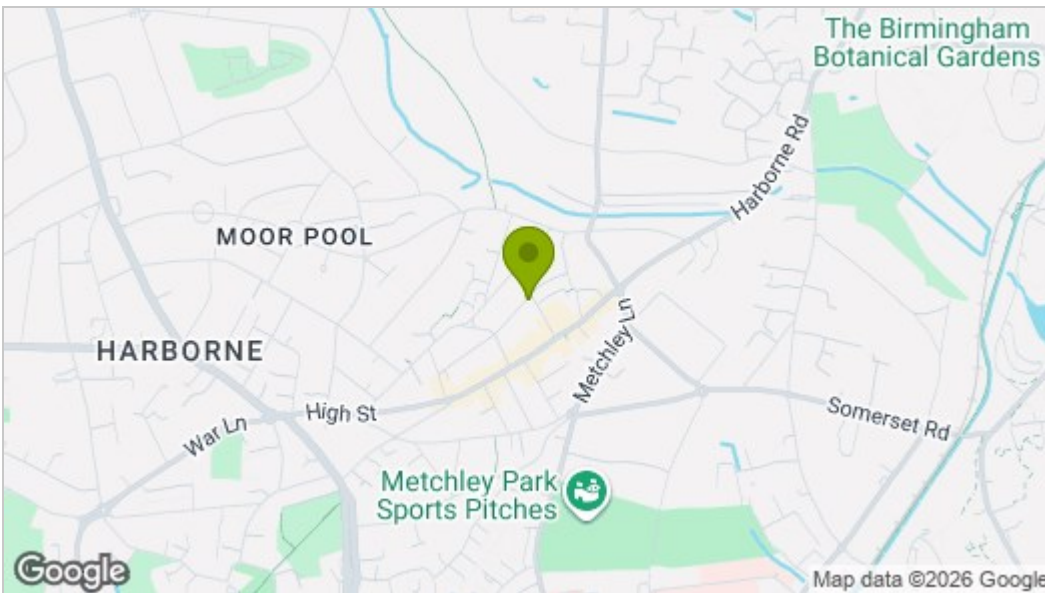 The Birmingham
Botanical Gardens
Harborne Rd
MOOR POOL
HARBORNE
Metchley Ln
High St
War Ln
Somerset Rd
Metchley Park
Sports Pitches
Google
Map data ©2026 Google